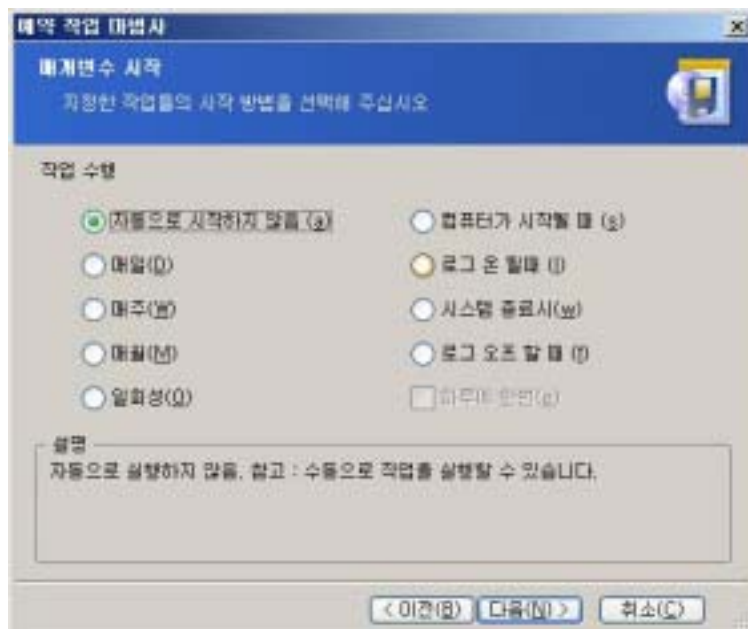 예약 작업 마법사
매개변수 시작
지정한 작업들의 시작 방법을 선택해 주십시오
작업 수행
자동으로 시작하지 않음 (a)
컴퓨터가 시작될 때 (s)
매일(D)
로그 온 할때 (l)
매주(W)
시스템 종료시(w)
매월(M)
로그 오프 할 때 (f)
일회성(O)
하루에 한번(e)
설명
자동으로 실행하지 않음, 참고 : 수동으로 작업을 실행할 수 있습니다.
< 이전(B)
다음(N) >
취소(C)